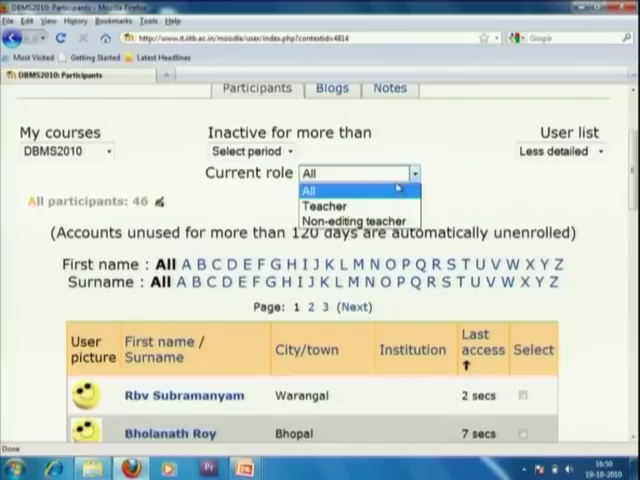 DBMS2010: Participants - Mozilla Firefox
File Edit View History Bookmarks Tools Help
http://www.it.iitb.ac.in/moodle/user/index.php?contextid=4814
Google
Most Visited Getting Started Latest Headlines
DBMS2010: Participants
Participants Blogs Notes
My courses Inactive for more than User list
DBMS2010 Select period Less detailed
Current role All
All
Teacher
Non-editing teacher
All participants: 46
(Accounts unused for more than 120 days are automatically unenrolled)
First name : All A B C D E F G H I J K L M N O P Q R S T U V W X Y Z
Surname : All A B C D E F G H I J K L M N O P Q R S T U V W X Y Z
Page: 1 2 3 (Next)
User picture First name / Surname City/town Institution Last access Select
Rbv Subramanyam Warangal 2 secs
Bholanath Roy Bhopal 7 secs
Done
Pr
16:50
19-10-2010